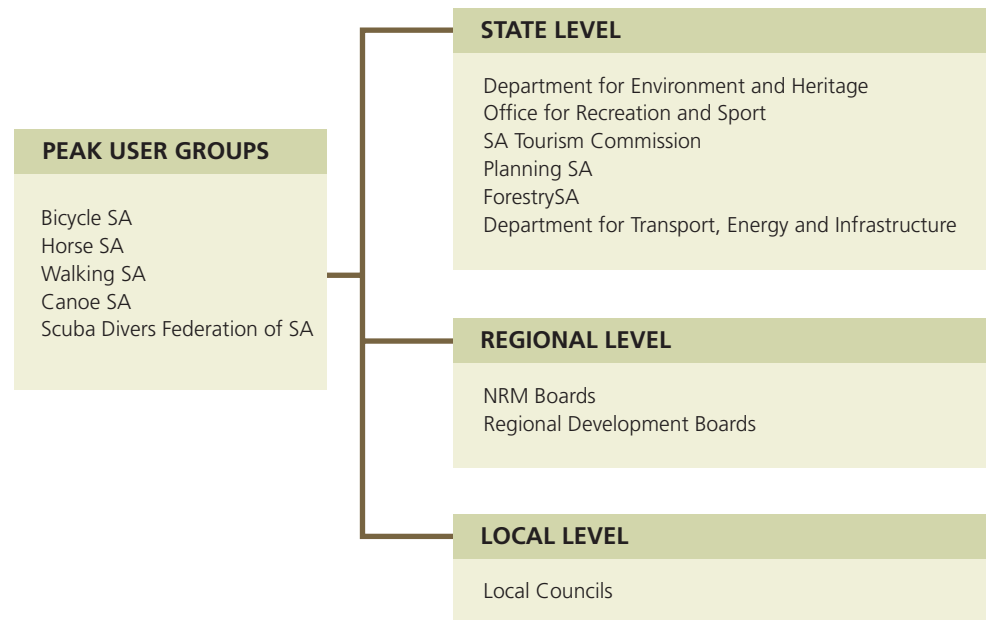 PEAK USER GROUPS
Bicycle SA
Horse SA
Walking SA
Canoe SA
Scuba Divers Federation of SA
STATE LEVEL
Department for Environment and Heritage
Office for Recreation and Sport
SA Tourism Commission
Planning SA
ForestrySA
Department for Transport, Energy and Infrastructure
REGIONAL LEVEL
NRM Boards
Regional Development Boards
LOCAL LEVEL
Local Councils